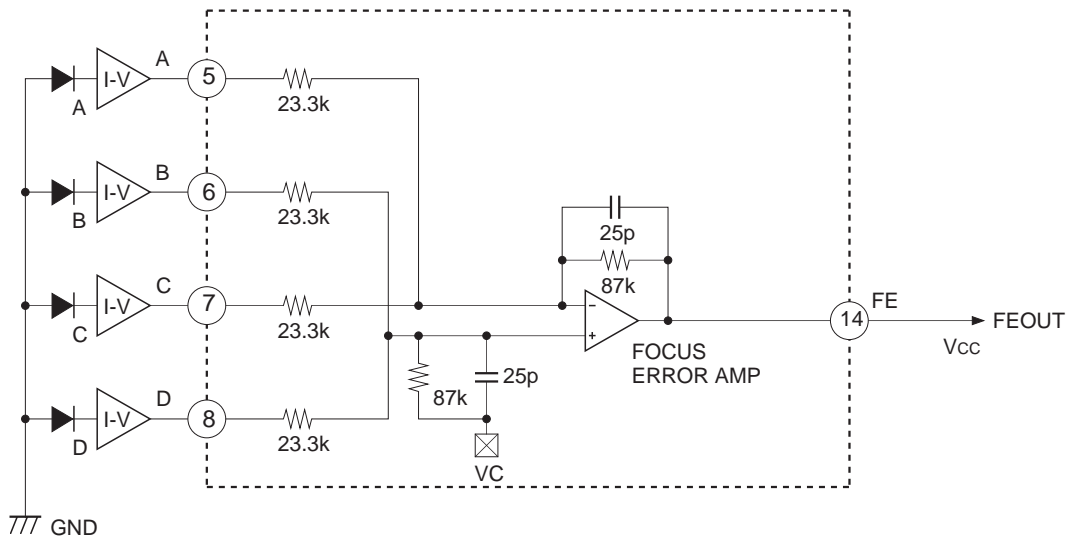 A
I-V
5
23.3k
A
B
I-V
6
23.3k
B
25p
87k
C
I-V
7
23.3k
C
−
+
14
FE
FEOUT
VCC
FOCUS
ERROR AMP
87k
25p
D
I-V
8
23.3k
D
VC
GND